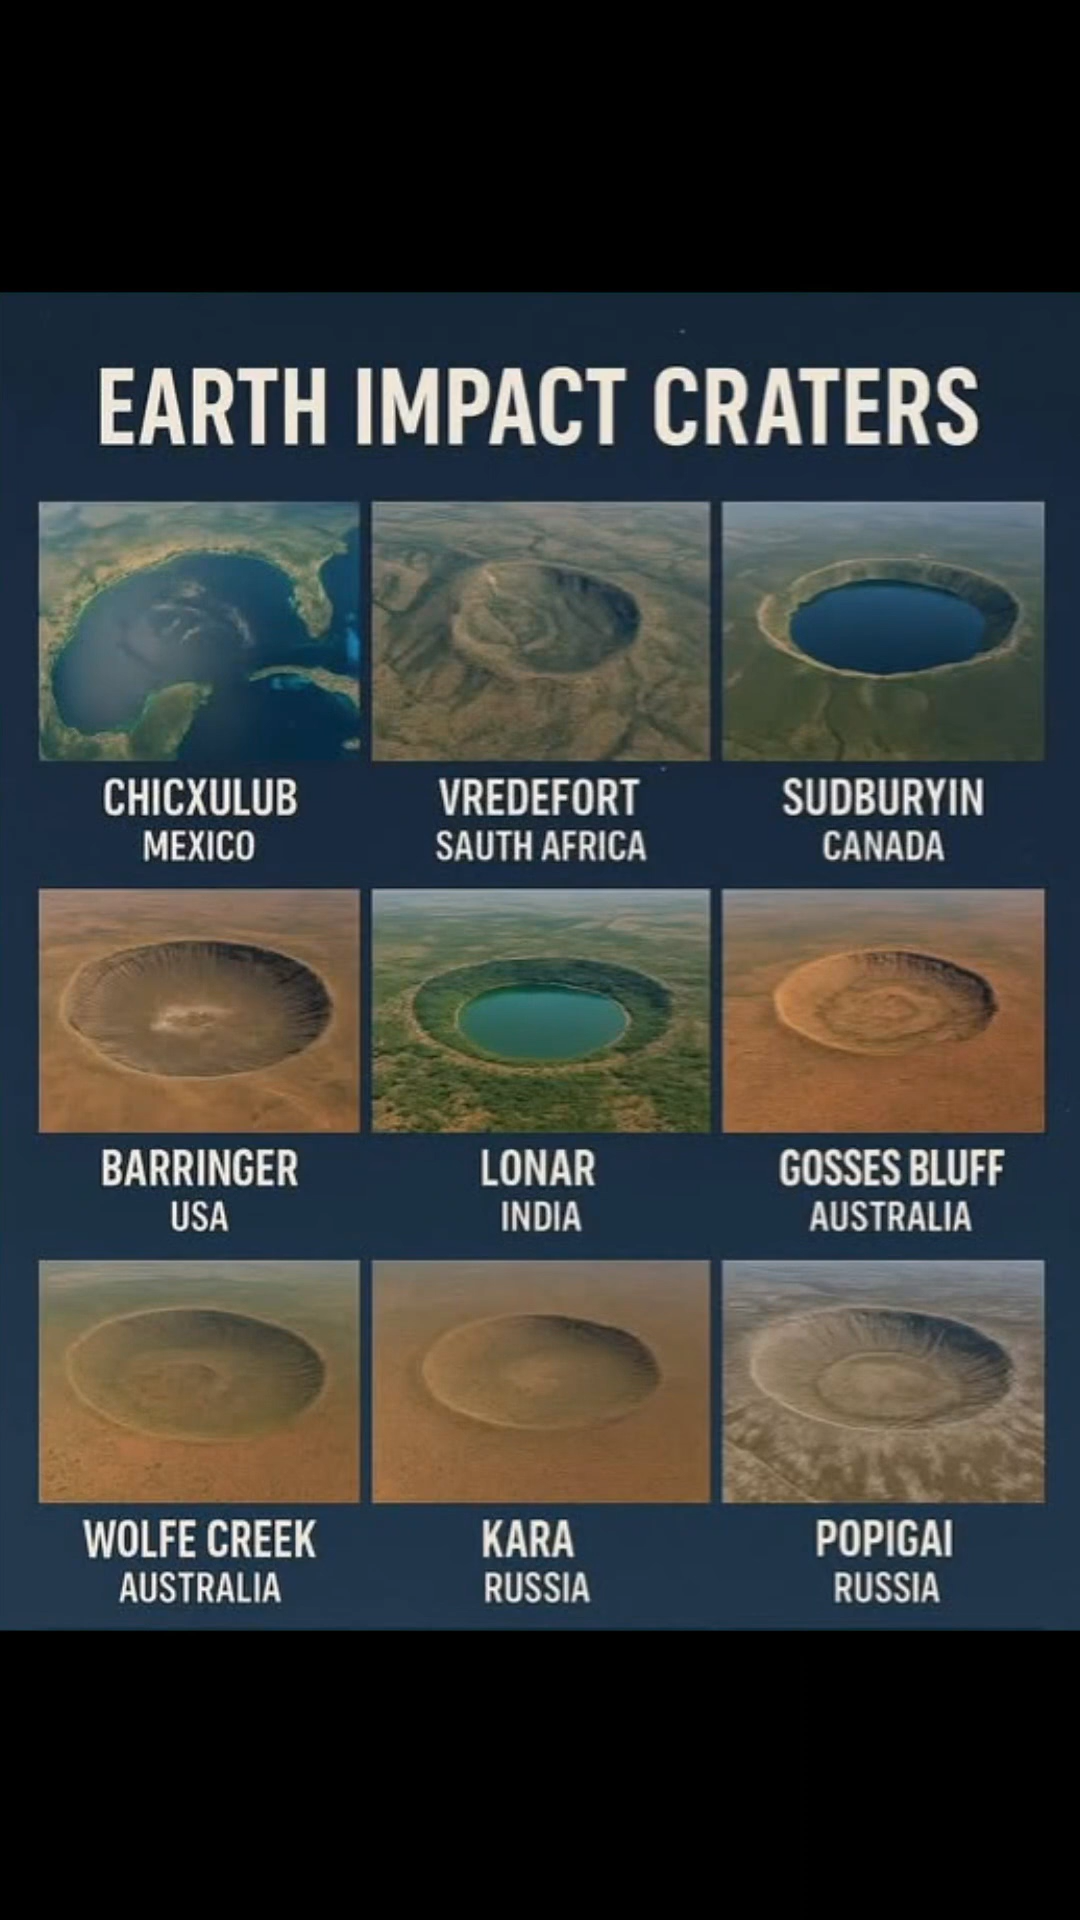 EARTH IMPACT CRATERS
CHICXULUB
MEXICO
VREDEFORT
SAUTH AFRICA
SUDBURYIN
CANADA
BARRINGER
USA
LONAR
INDIA
GOSSES BLUFF
AUSTRALIA
WOLFE CREEK
AUSTRALIA
KARA
RUSSIA
POPIGAI
RUSSIA